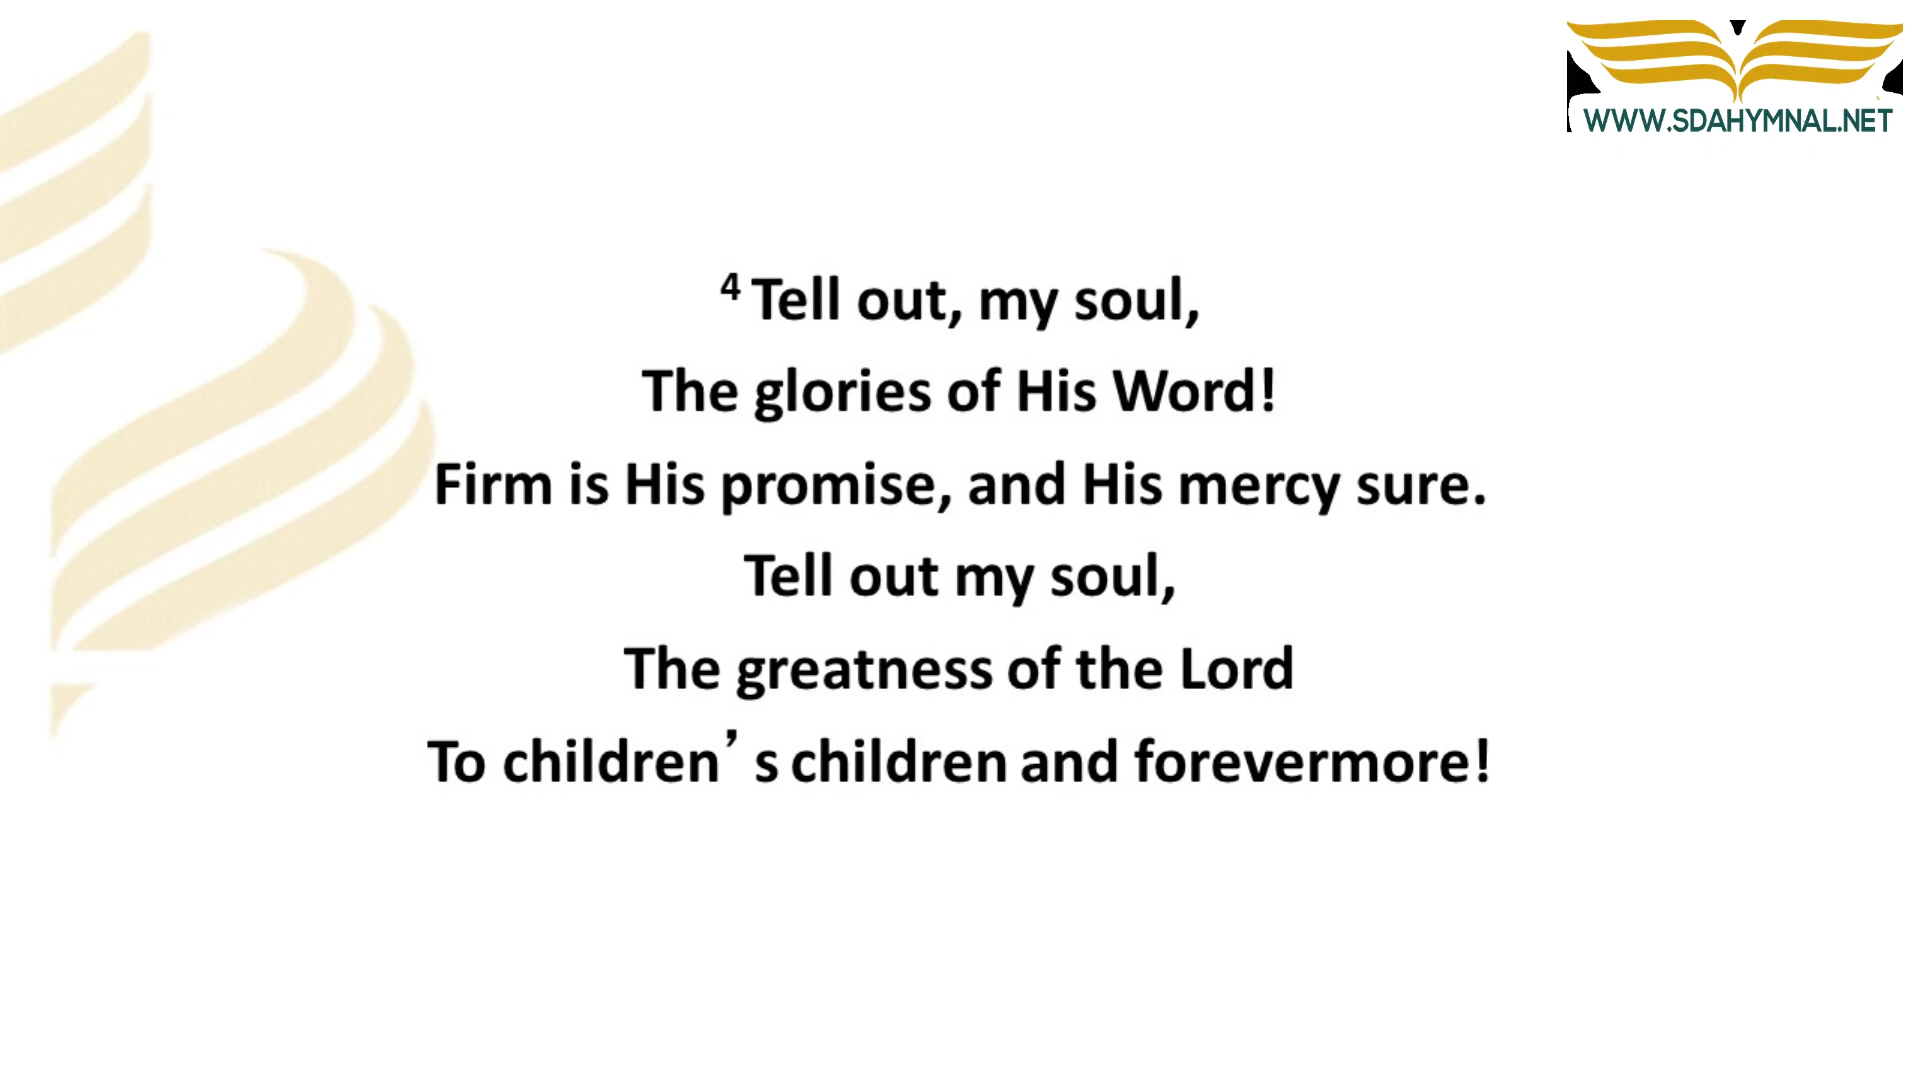 WWW.SDAHYMNAL.NET
4 Tell out, my soul,
The glories of His Word!
Firm is His promise, and His mercy sure.
Tell out my soul,
The greatness of the Lord
To children’s children and forevermore!